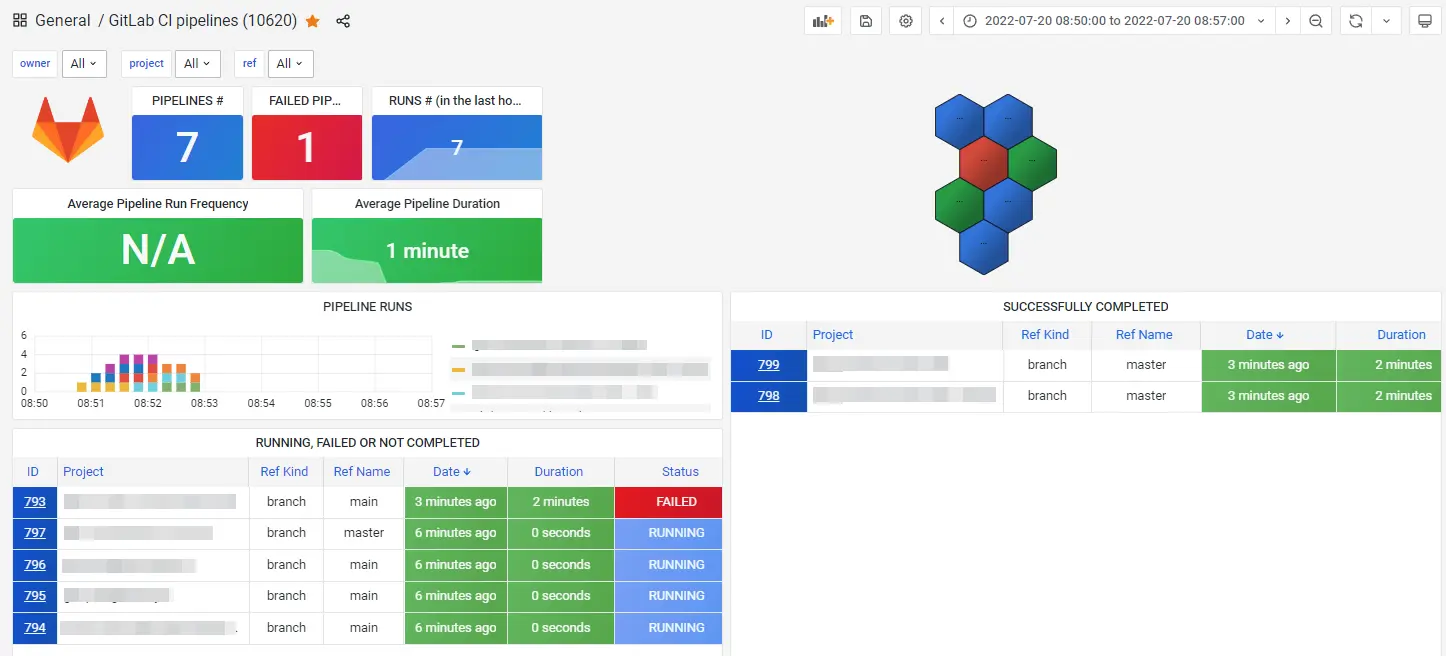 General / GitLab CI pipelines (10620)
2022-07-20 08:50:00 to 2022-07-20 08:57:00
owner All project All ref All
PIPELINES # FAILED PIP... RUNS # (in the last ho...
7 1 7
Average Pipeline Run Frequency Average Pipeline Duration
N/A 1 minute
... ...
... ...
... ...
...
PIPELINE RUNS
6
4
2
0
08:50 08:51 08:52 08:53 08:54 08:55 08:56 08:57
SUCCESSFULLY COMPLETED
ID Project Ref Kind Ref Name Date Duration
799 branch master 3 minutes ago 2 minutes
798 branch master 3 minutes ago 2 minutes
RUNNING, FAILED OR NOT COMPLETED
ID Project Ref Kind Ref Name Date Duration Status
793 branch main 3 minutes ago 2 minutes FAILED
797 branch master 6 minutes ago 0 seconds RUNNING
796 branch main 6 minutes ago 0 seconds RUNNING
795 branch main 6 minutes ago 0 seconds RUNNING
794 branch main 6 minutes ago 0 seconds RUNNING